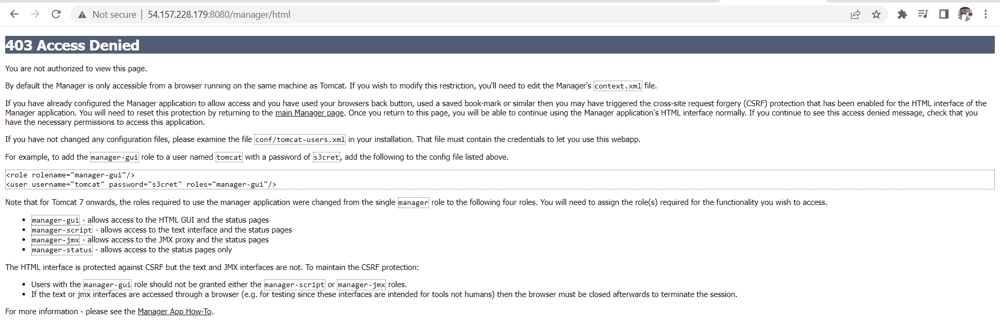 Not secure | 54.157.228.179:8080/manager/html
403 Access Denied
You are not authorized to view this page.
By default the Manager is only accessible from a browser running on the same machine as Tomcat. If you wish to modify this restriction, you'll need to edit the Manager's context.xml file.
If you have already configured the Manager application to allow access and you have used your browsers back button, used a saved book-mark or similar then you may have triggered the cross-site request forgery (CSRF) protection that has been enabled for the HTML interface of the
Manager application. You will need to reset this protection by returning to the main Manager page. Once you return to this page, you will be able to continue using the Manager application's HTML interface normally. If you continue to see this access denied message, check that you
have the necessary permissions to access this application.
If you have not changed any configuration files, please examine the file conf/tomcat-users.xml in your installation. That file must contain the credentials to let you use this webapp.
For example, to add the manager-gui role to a user named tomcat with a password of s3cret, add the following to the config file listed above.
<role rolename="manager-gui"/>
<user username="tomcat" password="s3cret" roles="manager-gui"/>
Note that for Tomcat 7 onwards, the roles required to use the manager application were changed from the single manager role to the following four roles. You will need to assign the role(s) required for the functionality you wish to access.
• manager-gui - allows access to the HTML GUI and the status pages
• manager-script - allows access to the text interface and the status pages
• manager-jmx - allows access to the JMX proxy and the status pages
• manager-status - allows access to the status pages only
The HTML interface is protected against CSRF but the text and JMX interfaces are not. To maintain the CSRF protection:
• Users with the manager-gui role should not be granted either the manager-script or manager-jmx roles.
• If the text or jmx interfaces are accessed through a browser (e.g. for testing since these interfaces are intended for tools not humans) then the browser must be closed afterwards to terminate the session.
For more information - please see the Manager App How-To.